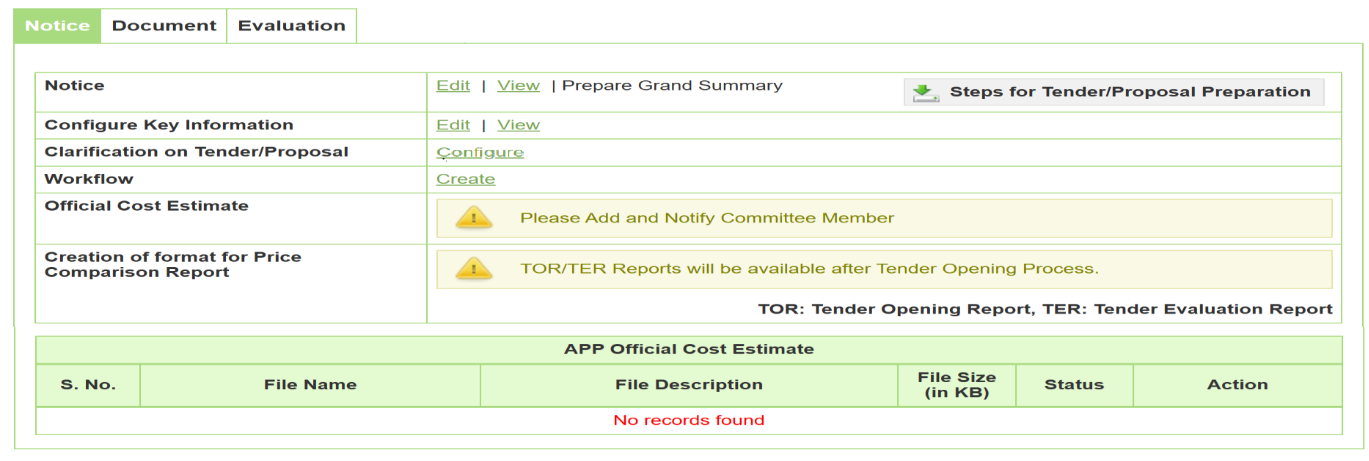 Notice Document Evaluation
Notice Edit | View | Prepare Grand Summary Steps for Tender/Proposal Preparation
Configure Key Information Edit | View
Clarification on Tender/Proposal Configure
Workflow Create
Official Cost Estimate Please Add and Notify Committee Member
Creation of format for Price
Comparison Report
TOR/TER Reports will be available after Tender Opening Process.
TOR: Tender Opening Report, TER: Tender Evaluation Report
APP Official Cost Estimate
S. No. File Name File Description File Size
(in KB) Status Action
No records found